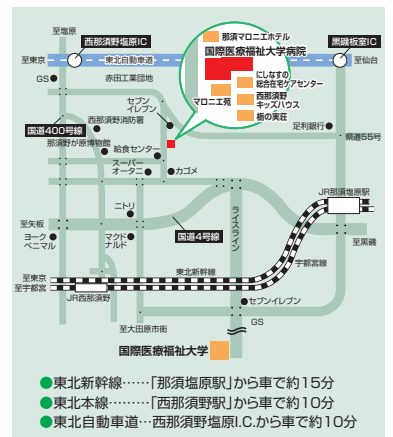 至塩原
西那須野塩原IC
那須マロニエホテル
国際医療福祉大学病院
黒磯板室IC
至東京
東北自動車道
至仙台
GS
赤田工業団地
にしなすの
総合在宅ケアセンター
マロニエ苑
西那須野
キッズハウス
栃の実荘
セブン
イレブン
西那須野消防署
国道400号線
足利銀行
県道55号
那須野が原博物館
給食センター
スーパー
オータニ
カゴメ
JR那須塩原駅
ニトリ
ライスライン
至矢板
ヨーク
ベニマル
マクド
ナルド
国道4号線
至黒磯
宇都宮線
至東京
至宇都宮
東北新幹線
JR西那須野
セブンイレブン
GS
至大田原市街
国際医療福祉大学
●東北新幹線……「那須塩原駅」から車で約15分
●東北本線………「西那須野駅」から車で約10分
●東北自動車道…西那須野塩原I.C.から車で約10分